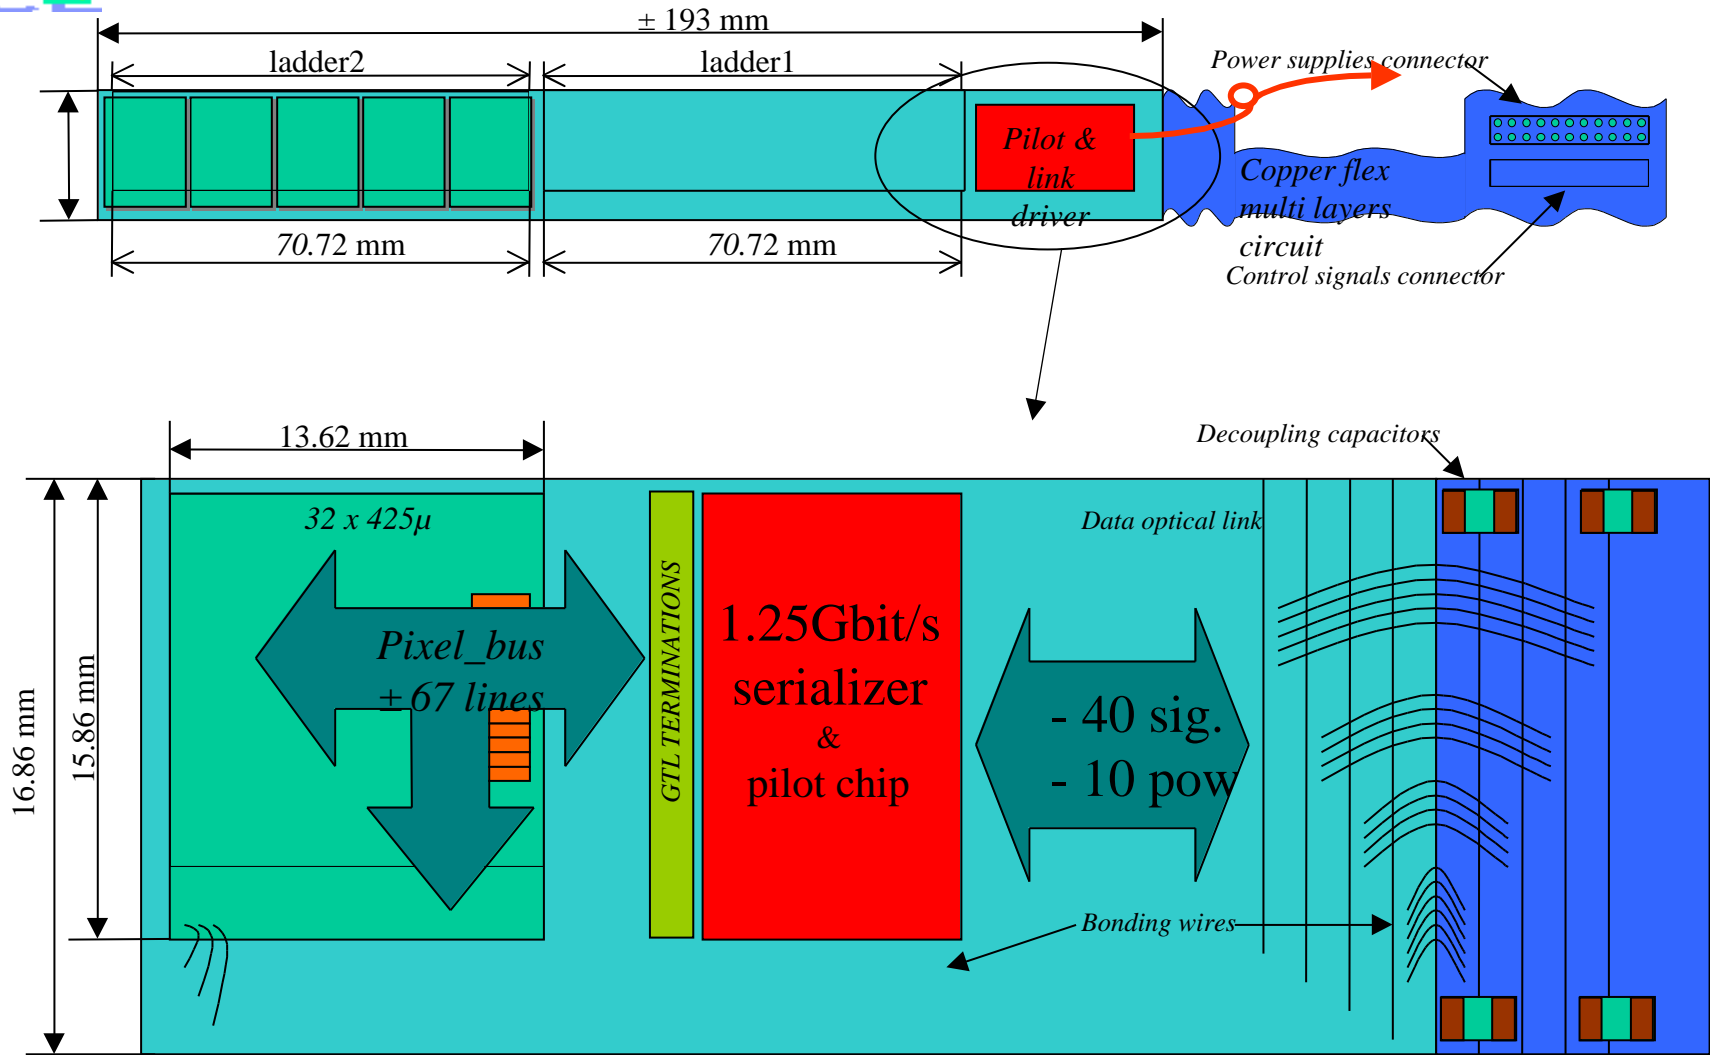 ± 193 mm
ladder2
ladder1
Power supplies connector
Pilot &
link
driver
Copper flex
multi layers
circuit
70.72 mm
70.72 mm
Control signals connector
13.62 mm
Decoupling capacitors
32 x 425µ
Data optical link
Pixel_bus
± 67 lines
GTL TERMINATIONS
1.25Gbit/s
serializer
&
pilot chip
- 40 sig.
- 10 pow
16.86 mm
15.86 mm
Bonding wires